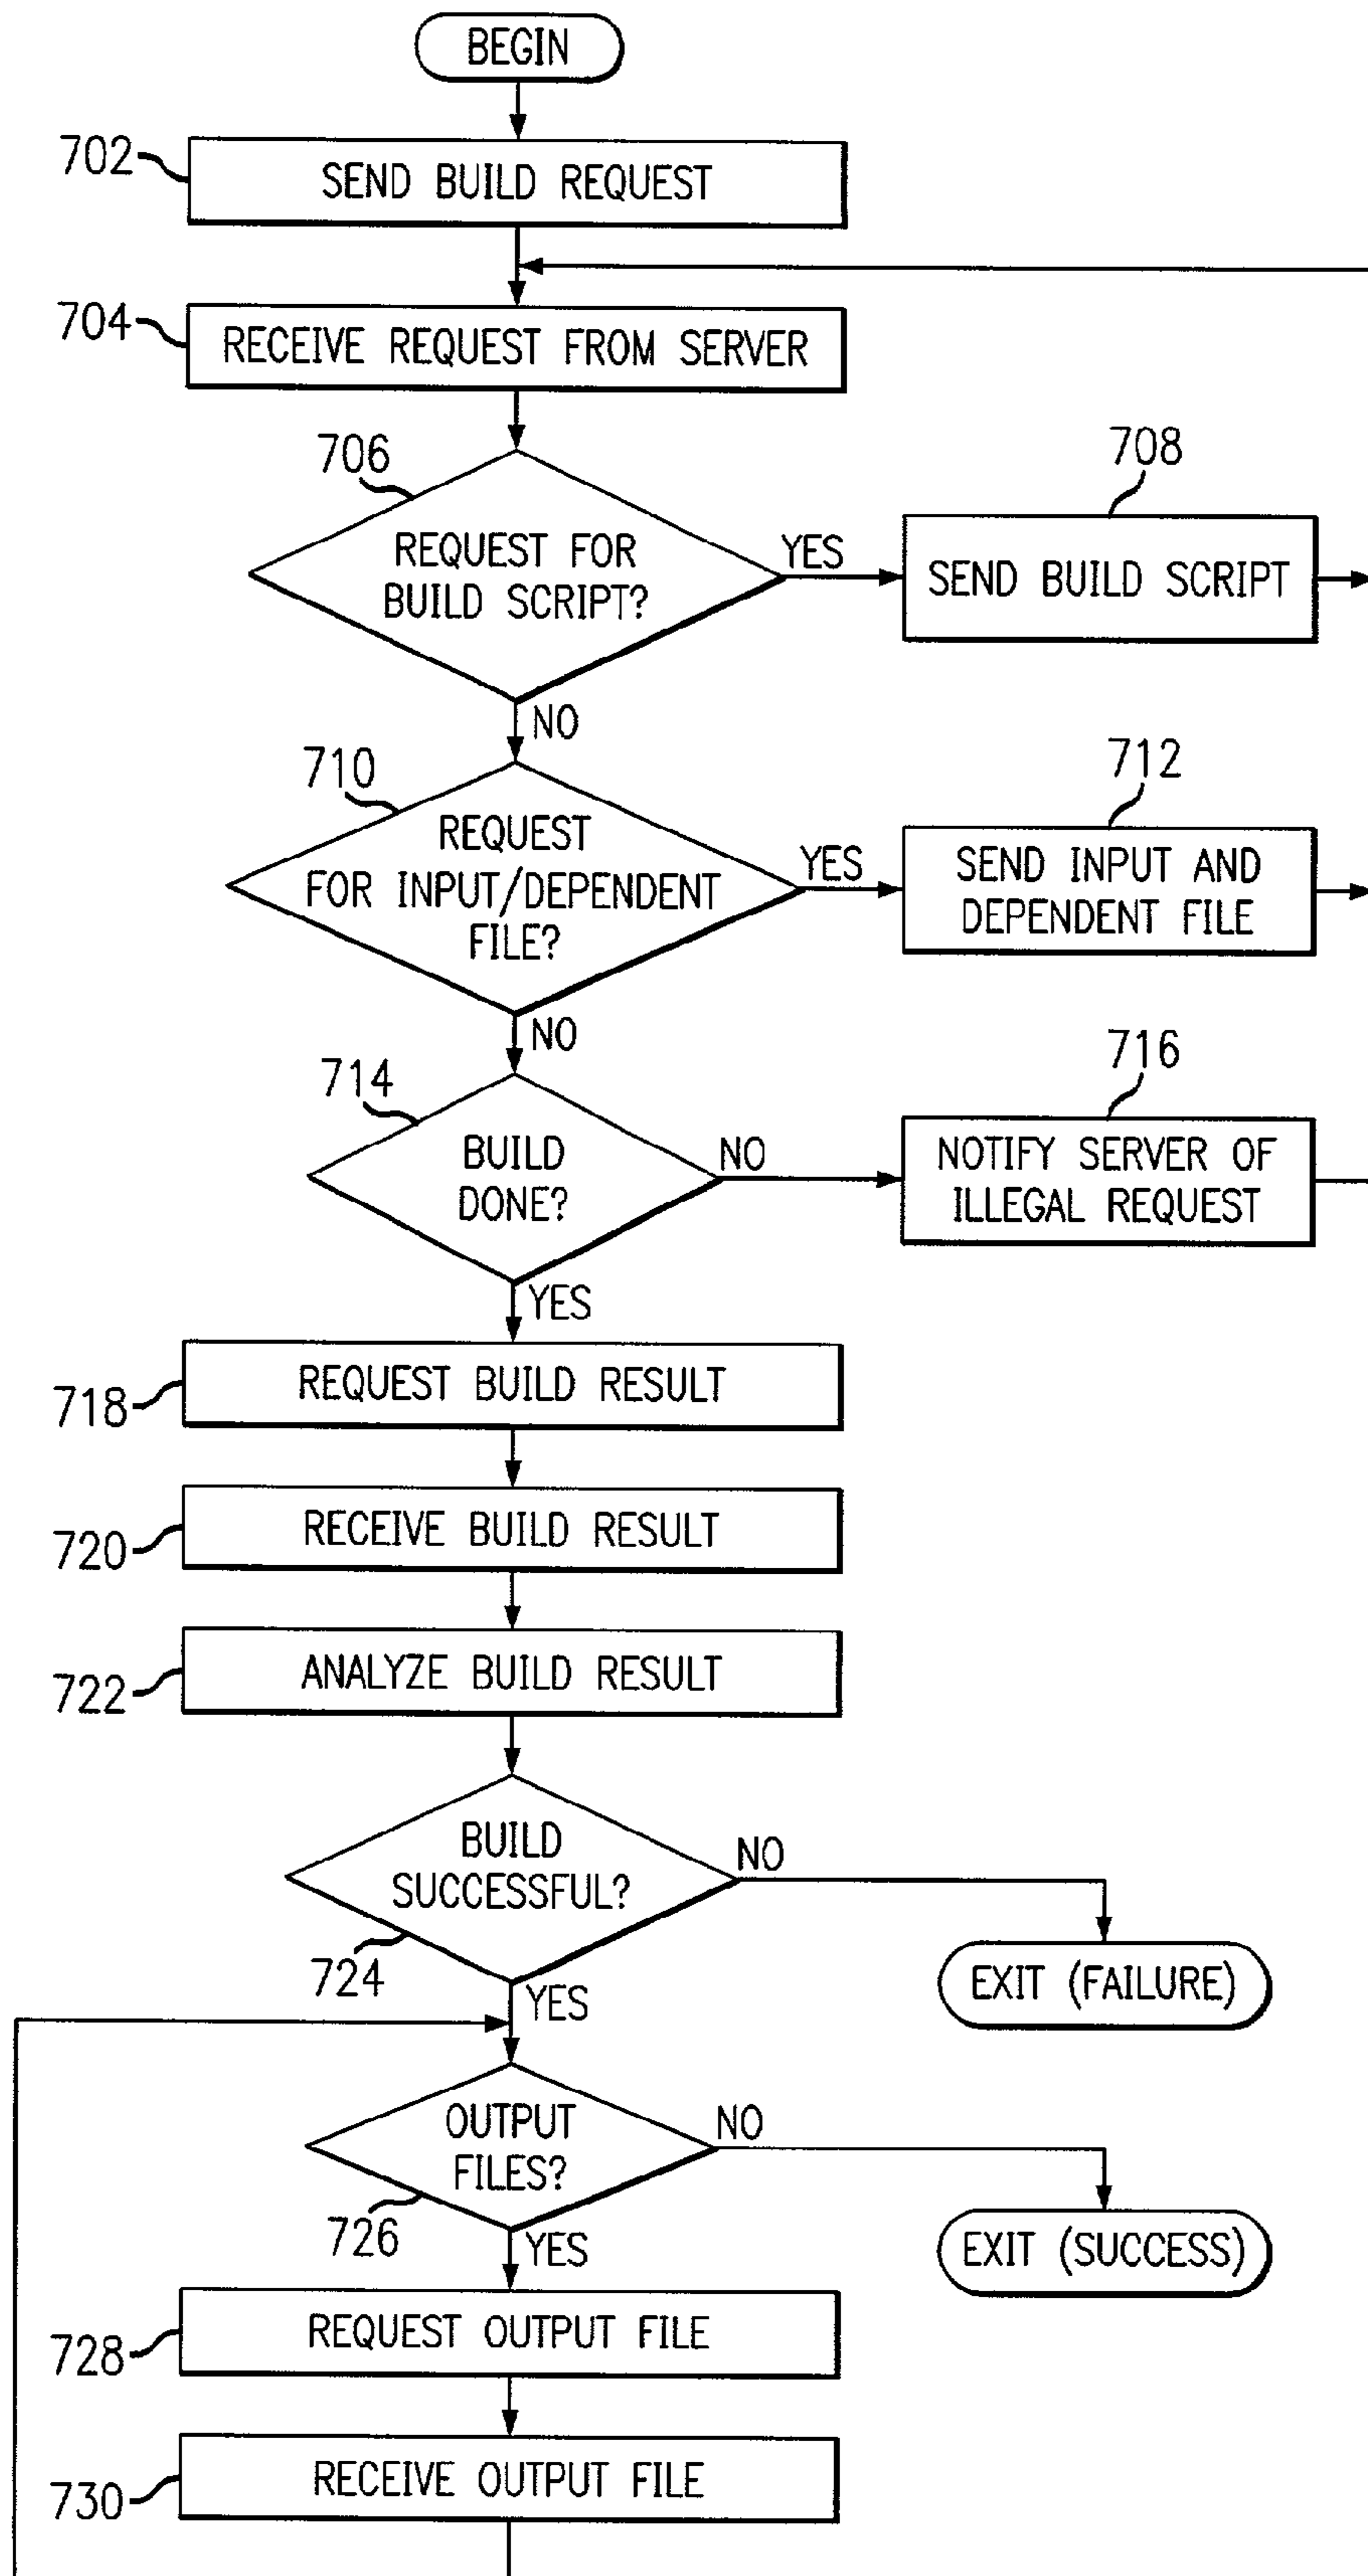 BEGIN
702
SEND BUILD REQUEST
704
RECEIVE REQUEST FROM SERVER
706
REQUEST FOR
BUILD SCRIPT?
YES
708
SEND BUILD SCRIPT
NO
710
REQUEST
FOR INPUT/DEPENDENT
FILE?
YES
712
SEND INPUT AND
DEPENDENT FILE
NO
714
BUILD
DONE?
NO
716
NOTIFY SERVER OF
ILLEGAL REQUEST
YES
718
REQUEST BUILD RESULT
720
RECEIVE BUILD RESULT
722
ANALYZE BUILD RESULT
BUILD
SUCCESSFUL?
724
NO
EXIT (FAILURE)
YES
OUTPUT
FILES?
726
NO
EXIT (SUCCESS)
YES
728
REQUEST OUTPUT FILE
730
RECEIVE OUTPUT FILE